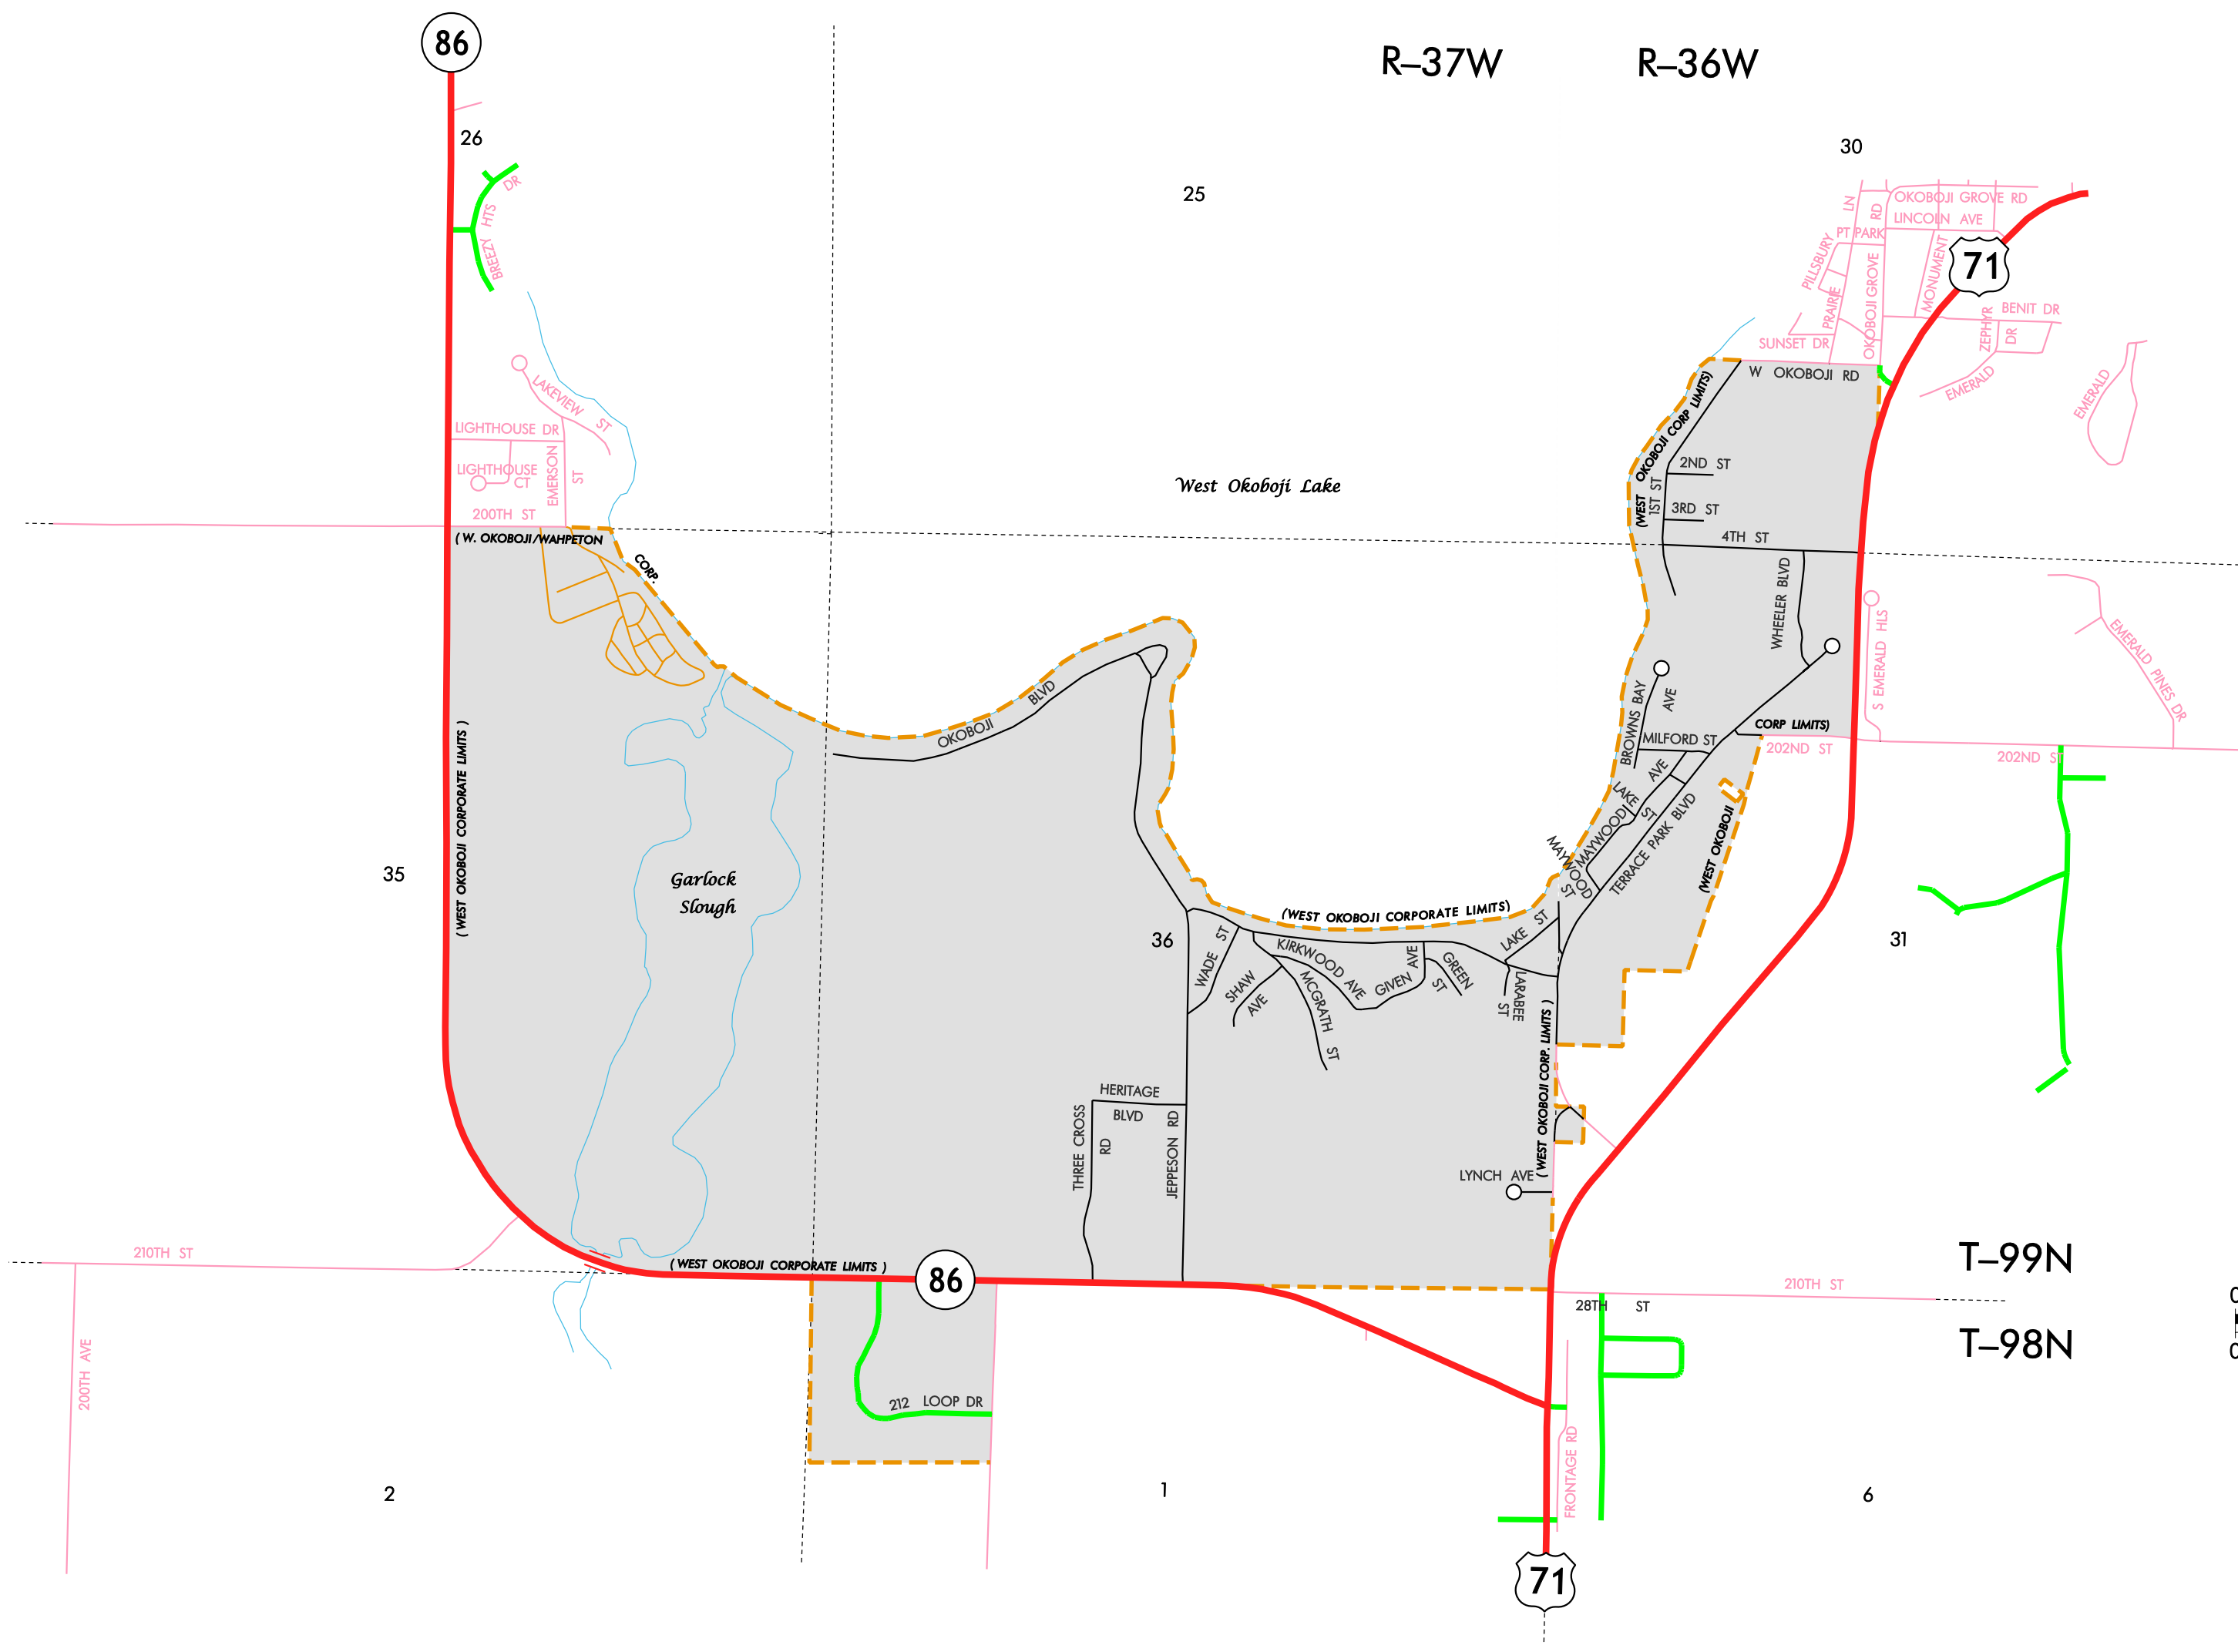 86
R–37W R–36W
26
30
25
BREEZY HTS DR
OKOBOJI GROVE RD
LINCOLN AVE
LN
RD
PT PARK
PILLSBURY
PRAIRIE
OKOBOJI GROVE
MONUMENT
71
BENIT DR
ZEPHYR
DR
SUNSET DR
EMERALD
EMERALD
W OKOBOJI RD
LAKEVIEW ST
LIGHTHOUSE DR
LIGHTHOUSE
CT
EMERSON
ST
200TH ST
( W. OKOBOJI/WAHPETON
CORP.
West Okoboji Lake
(WEST OKOBOJI CORP LIMITS)
1ST ST
2ND ST
3RD ST
4TH ST
WHEELER BLVD
S EMERALD HLS
EMERALD PINES DR
BROWNS BAY
AVE
MILFORD ST
CORP LIMITS)
202ND ST
202ND ST
OKOBOJI BLVD
( WEST OKOBOJI CORPORATE LIMITS )
35
Garlock
Slough
LAKE ST
MAYWOOD AVE
MAYWOOD ST
TERRACE PARK BLVD
(WEST OKOBOJI
(WEST OKOBOJI CORPORATE LIMITS)
36
31
WADE ST
SHAW
AVE
KIRKWOOD AVE
MCGRATH ST
GIVEN AVE
GREEN
ST
LAKE ST
LARABEE
ST
( WEST OKOBOJI CORP. LIMITS )
HERITAGE
BLVD
THREE CROSS
RD
JEPPESON RD
LYNCH AVE
210TH ST
( WEST OKOBOJI CORPORATE LIMITS )
86
T–99N
210TH ST
28TH ST
T–98N
0
0
200TH AVE
212 LOOP DR
FRONTAGE RD
2
1
6
71